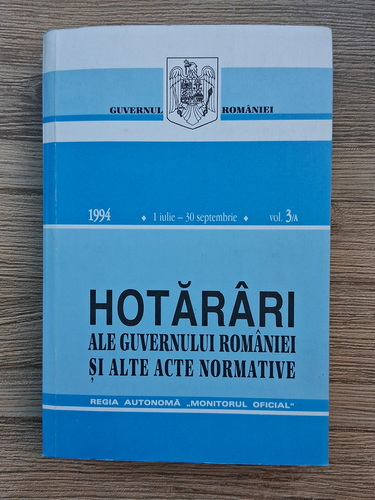 GUVERNUL ROMÂNIEI
1994 ♦ 1 iulie – 30 septembrie ♦ vol. 3/A
HOTĂRÂRI
ALE GUVERNULUI ROMÂNIEI
ȘI ALTE ACTE NORMATIVE
REGIA AUTONOMĂ „MONITORUL OFICIAL“